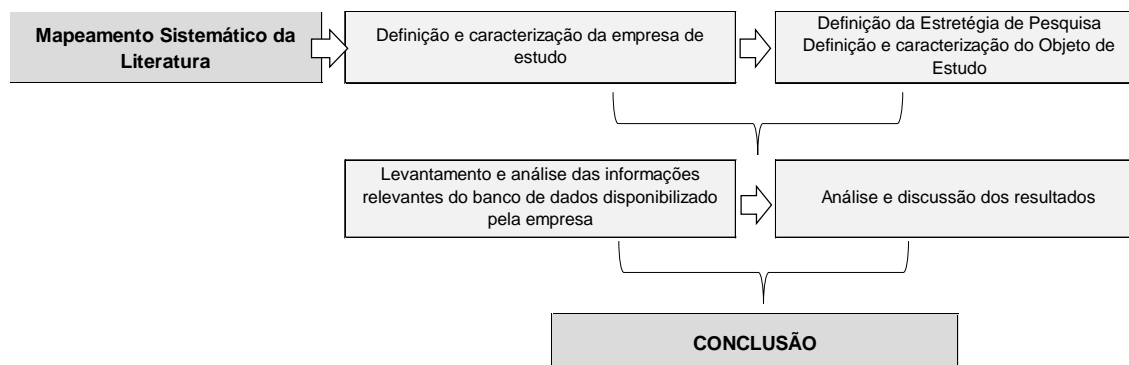 Mapeamento Sistemático da
Literatura
Definição e caracterização da empresa de
estudo
Definição da Estretégia de Pesquisa
Definição e caracterização do Objeto de
Estudo
Levantamento e análise das informações
relevantes do banco de dados disponibilizado
pela empresa
Análise e discussão dos resultados
CONCLUSÃO